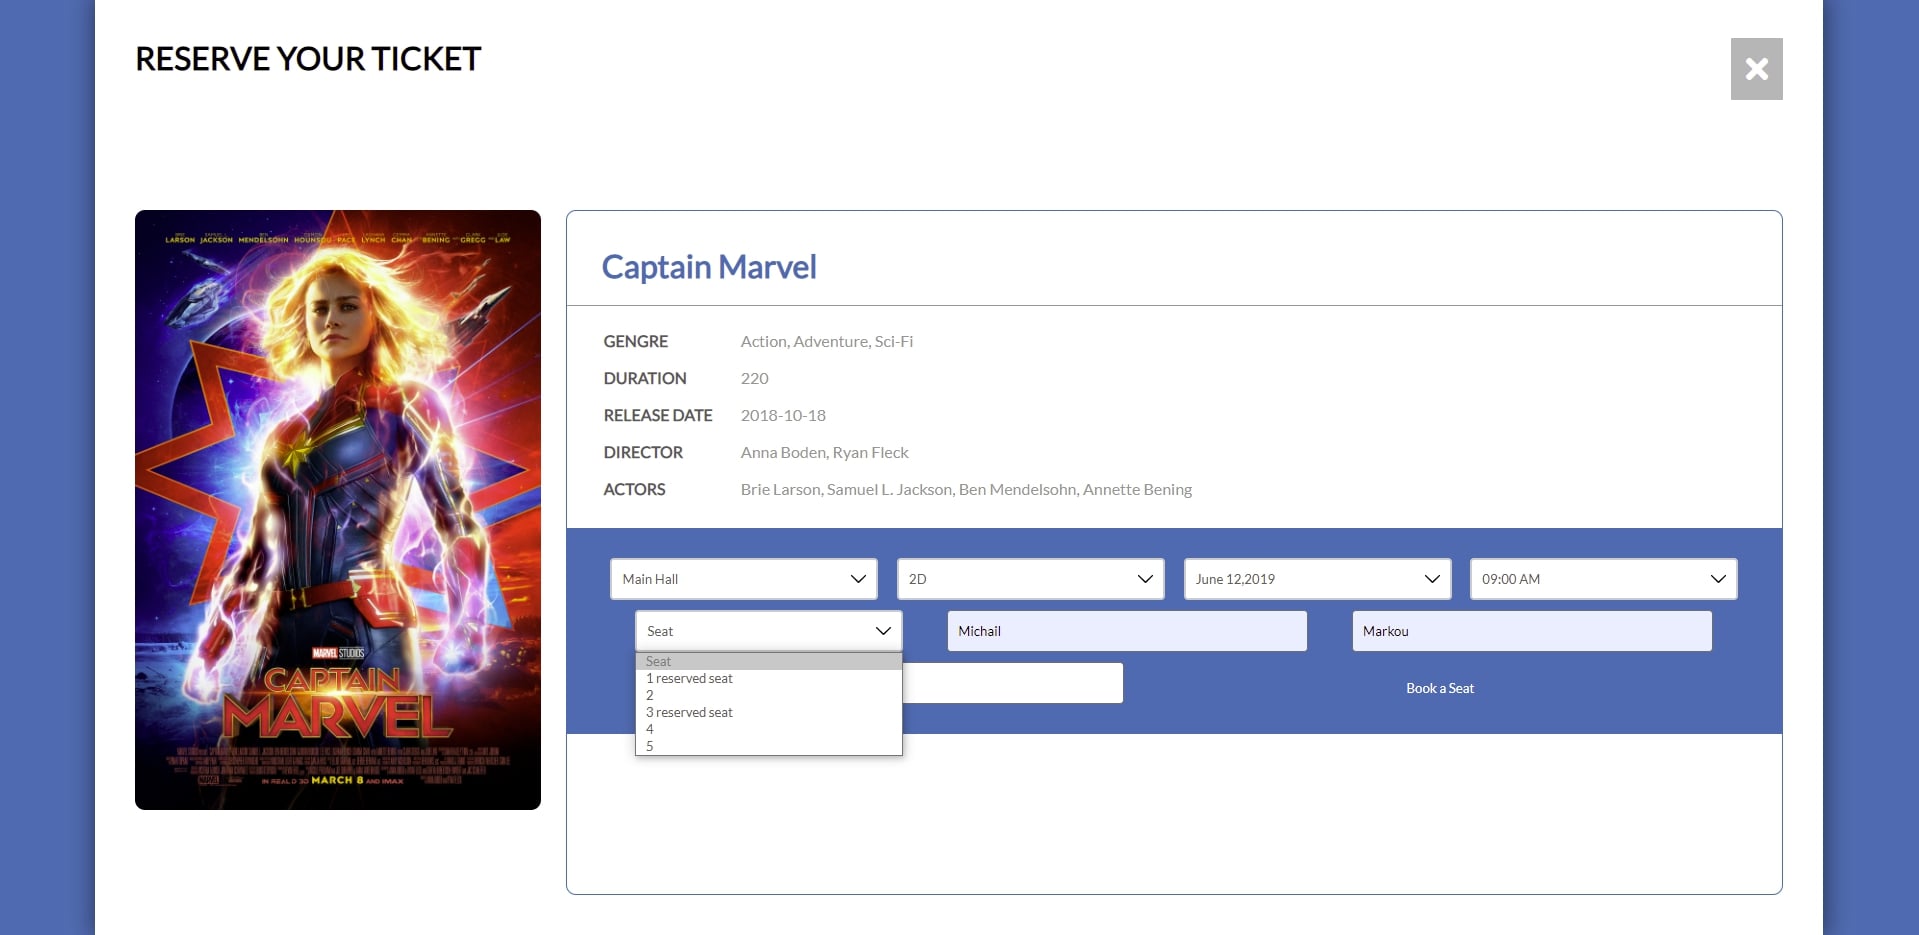 RESERVE YOUR TICKET
LARSON JACKSON MENDELSOHN HOUNSOU PACE LYNCH CHAN BENING GREGG LAW
MARVEL STUDIOS
CAPTAIN
MARVEL
IN REAL D 3D MARCH 8 AND IMAX
Captain Marvel
GENGRE Action, Adventure, Sci-Fi
DURATION 220
RELEASE DATE 2018-10-18
DIRECTOR Anna Boden, Ryan Fleck
ACTORS Brie Larson, Samuel L. Jackson, Ben Mendelsohn, Annette Bening
Main Hall 2D June 12,2019 09:00 AM
Seat Michail Markou
Seat
1 reserved seat
2
3 reserved seat
4
5
Book a Seat